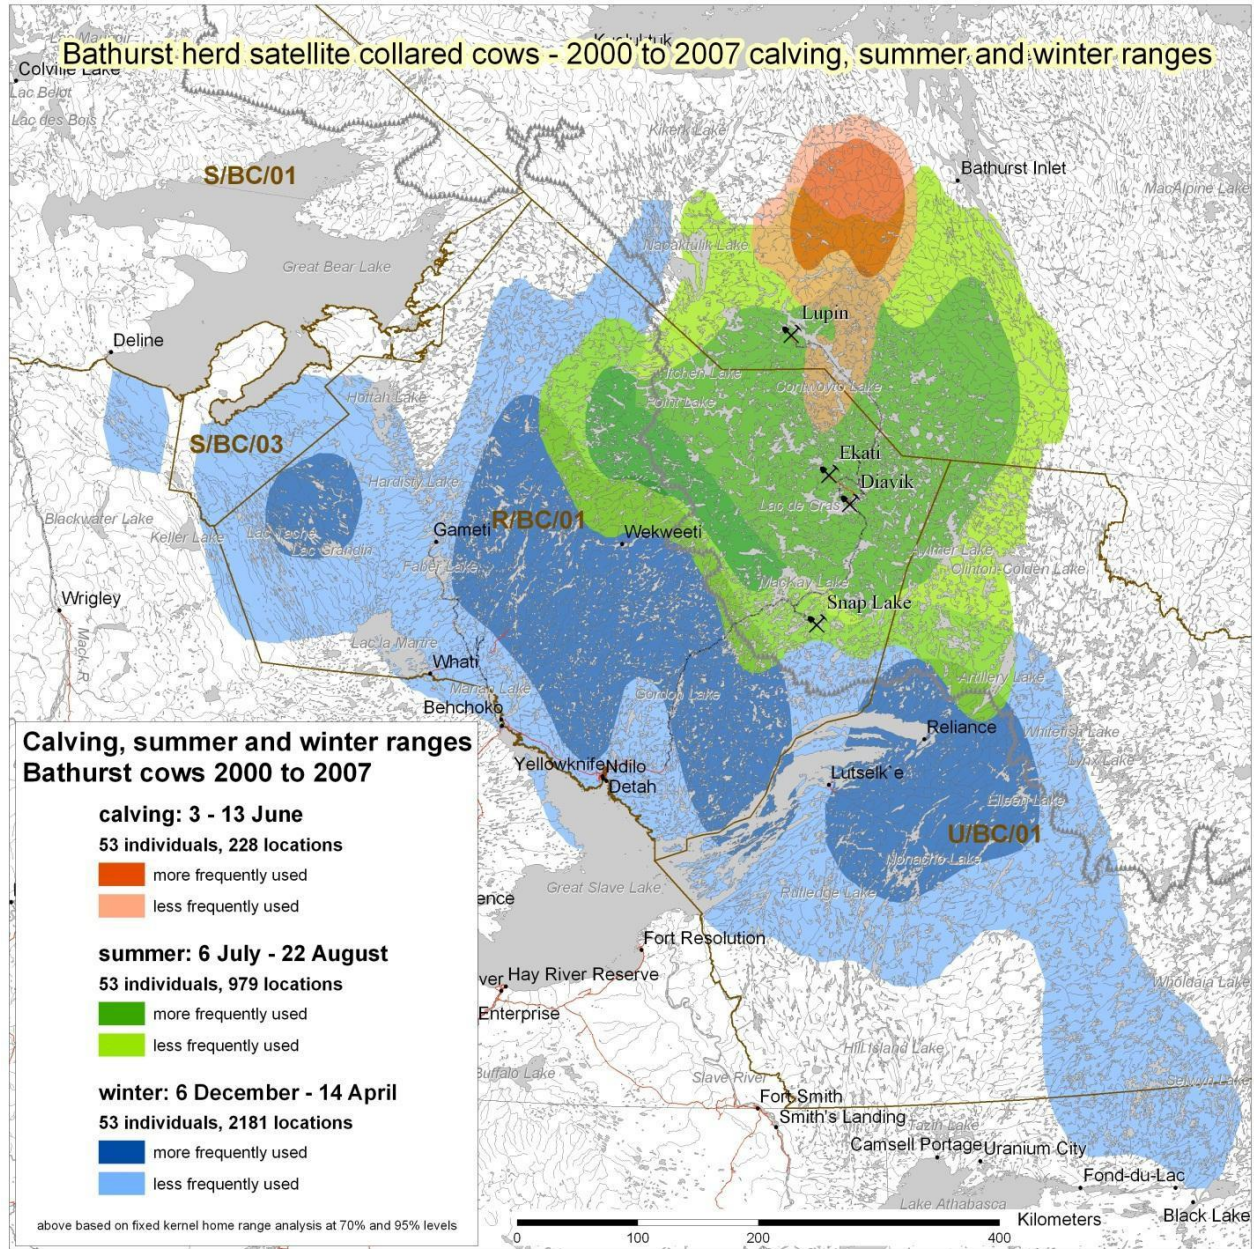 Bathurst herd satellite collared cows - 2000 to 2007 calving, summer and winter ranges
Colville Lake
Lac Belot
Lac des Bois
Kikerk Lake
S/BC/01
Bathurst Inlet
MacAlpine Lake
Napaktulik Lake
Great Bear Lake
Lupin
Deline
Point Lake
Contwoyto Lake
Hottah Lake
S/BC/03
Ekati
Hardisty Lake
Diavik
Lac de Gras
Blackwater Lake
R/BC/01
Keller Lake
Lac Tache
Gameti
Wekweeti
Lac Grandin
Aylmer Lake
Faber Lake
Clinton-Colden Lake
MacKay Lake
Wrigley
Snap Lake
Mack. R.
Lac la Martre
Whati
Artillery Lake
Marian Lake
Gordon Lake
Behchoko
Reliance
Whitefish Lake
Lynx Lake
Yellowknife
Ndilo
Detah
Lutselk`e
Eileen Lake
U/BC/01
Nonacho Lake
Great Slave Lake
Rutledge Lake
ence
Fort Resolution
ver
Hay River Reserve
Wholdaia Lake
Enterprise
Hill Island Lake
Buffalo Lake
Slave River
Selwyn Lake
Fort Smith
Smith's Landing
Tazin Lake
Camsell Portage
Uranium City
Fond-du-Lac
Lake Athabasca
Black Lake
Calving, summer and winter ranges
Bathurst cows 2000 to 2007
calving: 3 - 13 June
53 individuals, 228 locations
more frequently used
less frequently used
summer: 6 July - 22 August
53 individuals, 979 locations
more frequently used
less frequently used
winter: 6 December - 14 April
53 individuals, 2181 locations
more frequently used
less frequently used
above based on fixed kernel home range analysis at 70% and 95% levels
Kilometers
0 100 200 400